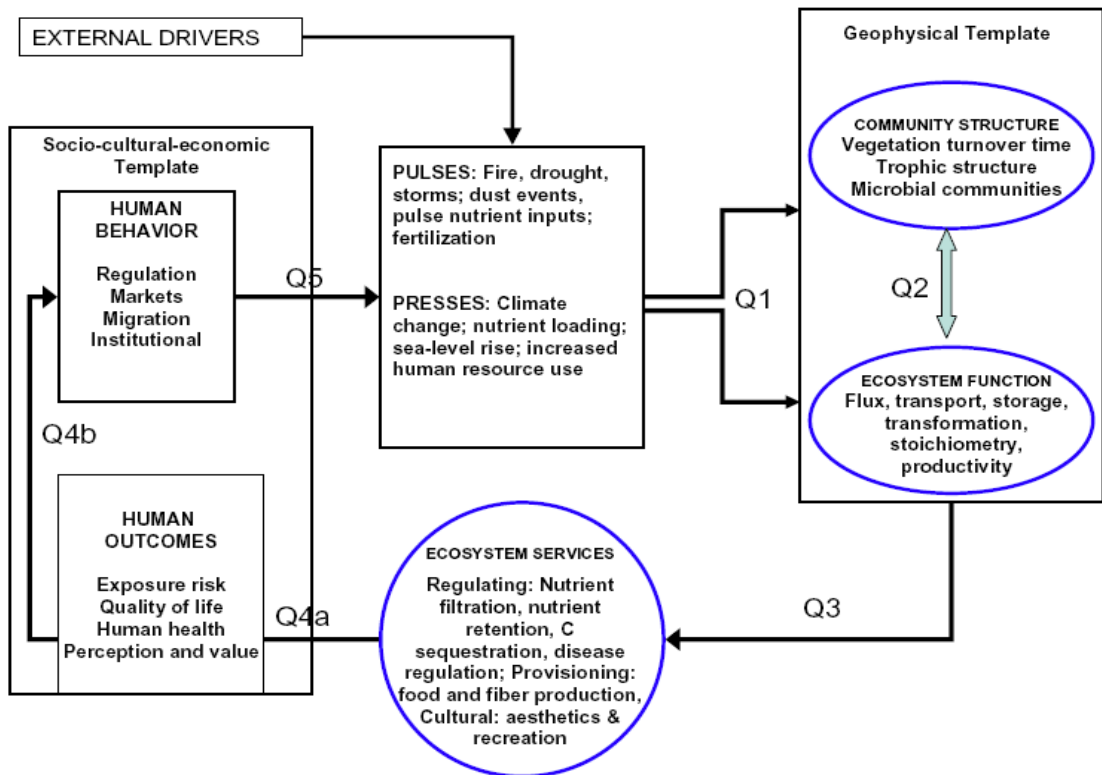 EXTERNAL DRIVERS
Geophysical Template
COMMUNITY STRUCTURE
Vegetation turnover time
Trophic structure
Microbial communities
Socio-cultural-economic
Template
HUMAN
BEHAVIOR
Regulation
Markets
Migration
Institutional
Q5
PULSES: Fire, drought,
storms; dust events,
pulse nutrient inputs;
fertilization
PRESSES: Climate
change; nutrient loading;
sea-level rise; increased
human resource use
Q1
Q2
ECOSYSTEM FUNCTION
Flux, transport, storage,
transformation,
stoichiometry,
productivity
Q4b
HUMAN
OUTCOMES
Exposure risk
Quality of life
Human health
Perception and value
Q4a
ECOSYSTEM SERVICES
Regulating: Nutrient
filtration, nutrient
retention, C
sequestration, disease
regulation; Provisioning:
food and fiber production,
Cultural: aesthetics &
recreation
Q3